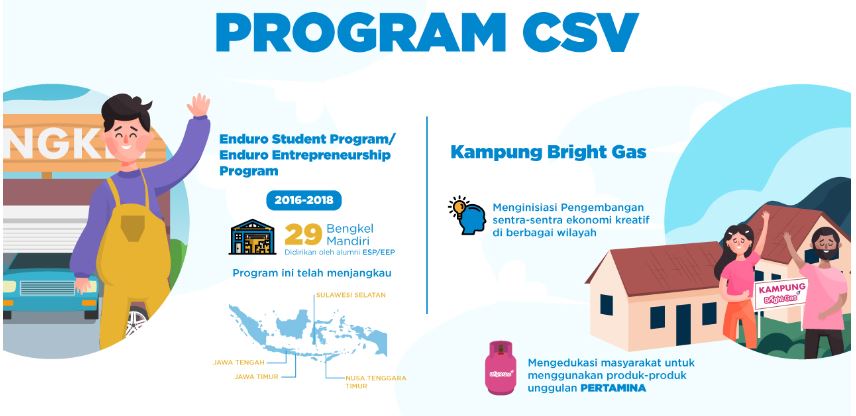 PROGRAM CSV
NGKE
Enduro Student Program/
Enduro Entrepreneurship
Program
2016-2018
29 Bengkel
Mandiri
Didirikan oleh alumni ESP/EEP
Program ini telah menjangkau
SULAWESI SELATAN
JAWA TENGAH
JAWA TIMUR
NUSA TENGGARA
TIMUR
Kampung Bright Gas
Menginisiasi Pengembangan
sentra-sentra ekonomi kreatif
di berbagai wilayah
KAMPUNG
Bright Gas
Mengedukasi masyarakat untuk
menggunakan produk-produk
unggulan PERTAMINA